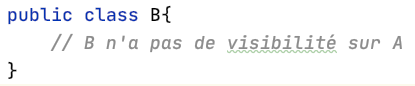 public class B{
    // B n'a pas de visibilité sur A
}